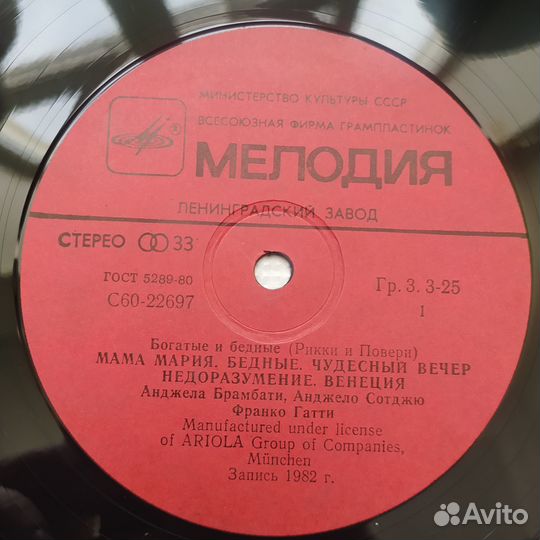 МИНИСТЕРСТВО КУЛЬТУРЫ СССР
ВСЕСОЮЗНАЯ ФИРМА ГРАМПЛАСТИНОК
МЕЛОДИЯ
ЛЕНИНГРАДСКИЙ ЗАВОД
СТЕРЕО 33
ГОСТ 5289-80
С60-22697
Гр. 3. 3-25
1
Богатые и бедные (Рикки и Повери)
МАМА МАРИЯ. БЕДНЫЕ. ЧУДЕСНЫЙ ВЕЧЕР
НЕДОРАЗУМЕНИЕ. ВЕНЕЦИЯ
Анджела Брамбати, Анджело Сотджю
Франко Гатти
Manufactured under license
of ARIOLA Group of Companies,
München
Запись 1982 г.
Avito